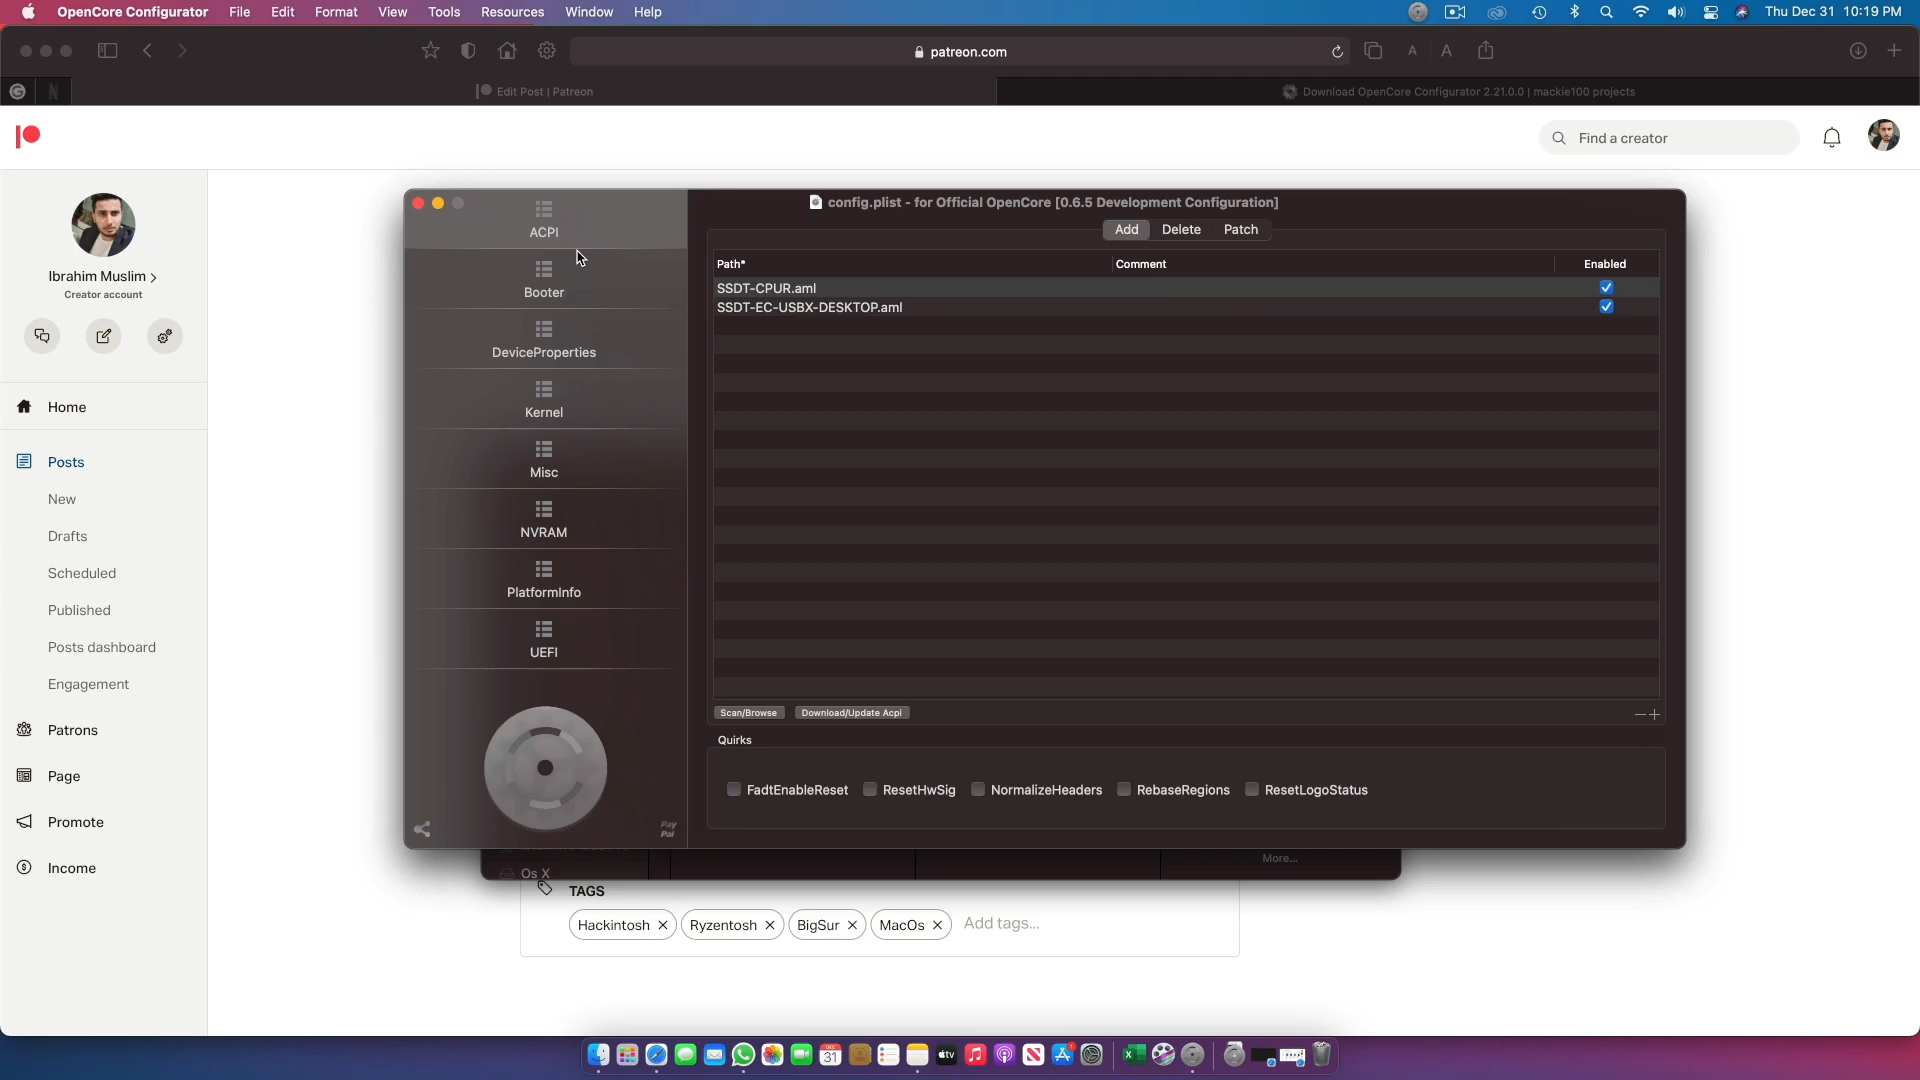 OpenCore Configurator File Edit Format View Tools Resources Window Help Thu Dec 31 10:19 PM
patreon.com A A
G N Edit Post | Patreon Download OpenCore Configurator 2.21.0.0 | mackie100 projects
Find a creator
Ibrahim Muslim >
Creator account
Home
Posts
New
Drafts
Scheduled
Published
Posts dashboard
Engagement
Patrons
Page
Promote
Income
config.plist - for Official OpenCore [0.6.5 Development Configuration]
ACPI
Booter
DeviceProperties
Kernel
Misc
NVRAM
PlatformInfo
UEFI
Pay
Pal
Add Delete Patch
Path* Comment Enabled
SSDT-CPUR.aml
SSDT-EC-USBX-DESKTOP.aml
Scan/Browse Download/Update Acpi
Quirks
FadtEnableReset ResetHwSig NormalizeHeaders RebaseRegions ResetLogoStatus
More...
Os X
TAGS
Hackintosh Ryzentosh BigSur MacOs Add tags...
DEC
31
tv